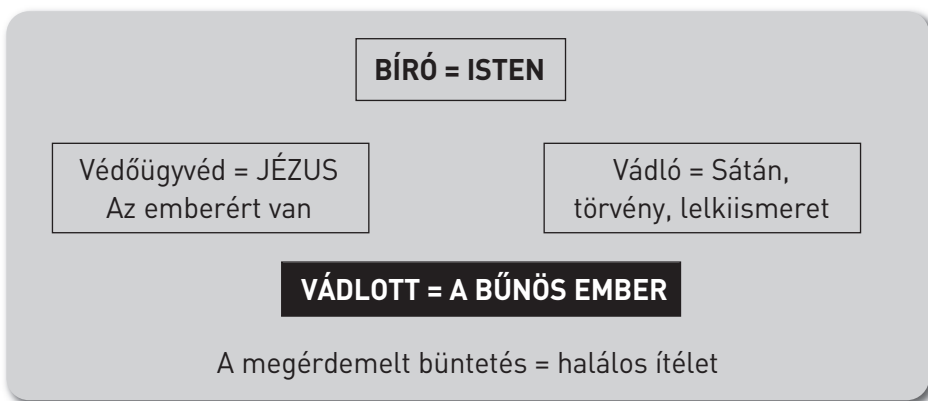 BÍRÓ = ISTEN
Védőügyvéd = JÉZUS
Az emberért van
Vádló = Sátán,
törvény, lelkiismeret
VÁDLOTT = A BŰNÖS EMBER
A megérdemelt büntetés = halálos ítélet